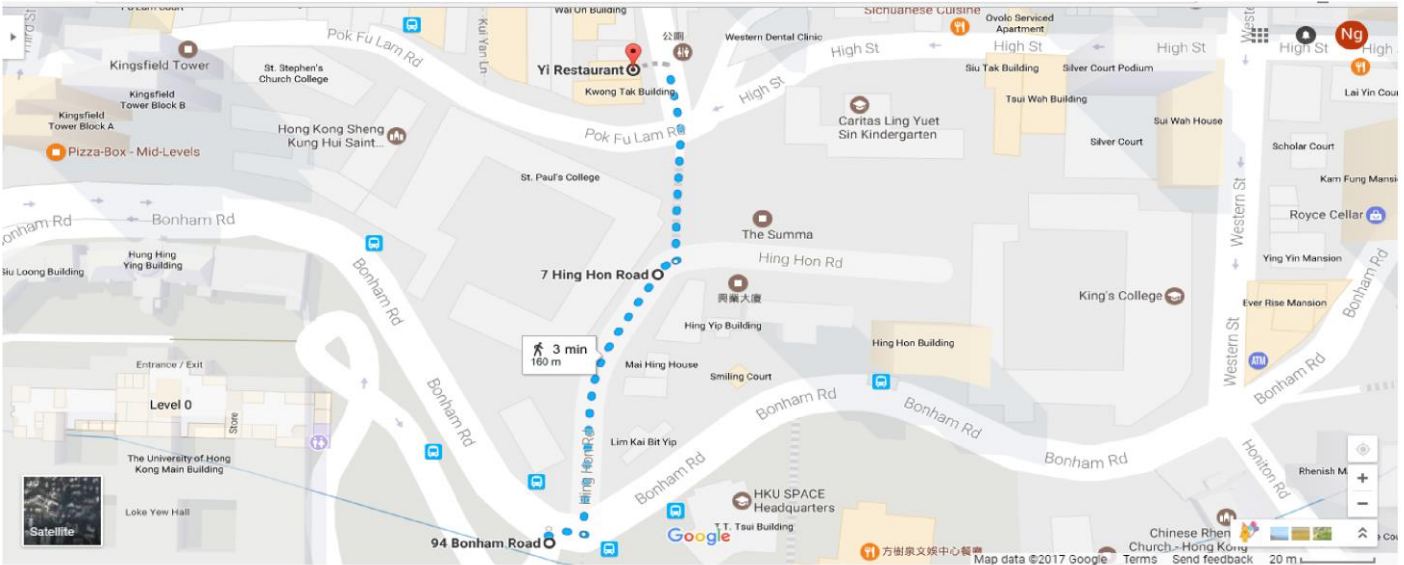 Wai On Building
Sichuanese Cuisine
Ovolo Serviced
Apartment
Ng
Third St
Kui Yan Ln
Pok Fu Lam Rd
公廁
Western Dental Clinic
High St
High St
High St
High St
High St
Kingsfield Tower
St. Stephen's
Church College
Yi Restaurant
Kwong Tak Building
Siu Tak Building
Silver Court Podium
Kingsfield
Tower Block B
Tsui Wah Building
Kingsfield
Tower Block A
Hong Kong Sheng
Kung Hui Saint...
Pok Fu Lam Rd
Caritas Ling Yuet
Sin Kindergarten
Sui Wah House
Silver Court
Scholar Court
Pizza-Box - Mid-Levels
St. Paul's College
Western St
Royce Cellar
Bonham Rd
Bonham Rd
The Summa
Hung Hing
Ying Building
Siu Loong Building
7 Hing Hon Road
Hing Hon Rd
Ying Yin Mansion
Bonham Rd
興業大廈
King's College
Ever Rise Mansion
Bonham Rd
Hing Yip Building
Hing Hon Building
3 min
160 m
Mai Hing House
Smiling Court
Western St
ATM
Bonham Rd
Entrance / Exit
Level 0
Store
Bonham Rd
Bonham Rd
Bonham Rd
Lim Kai Bit Yip
Hing Hon Rd
Bonham Rd
Bonham Rd
The University of Hong
Kong Main Building
Honiton Rd
Rhenish
HKU SPACE
Headquarters
Loke Yew Hall
Satellite
94 Bonham Road
Google
T.T. Tsui Building
方樹泉文娛中心餐廳
Chinese Rhen
Church - Hong Kong
Map data ©2017 Google
Terms
Send feedback
20 m